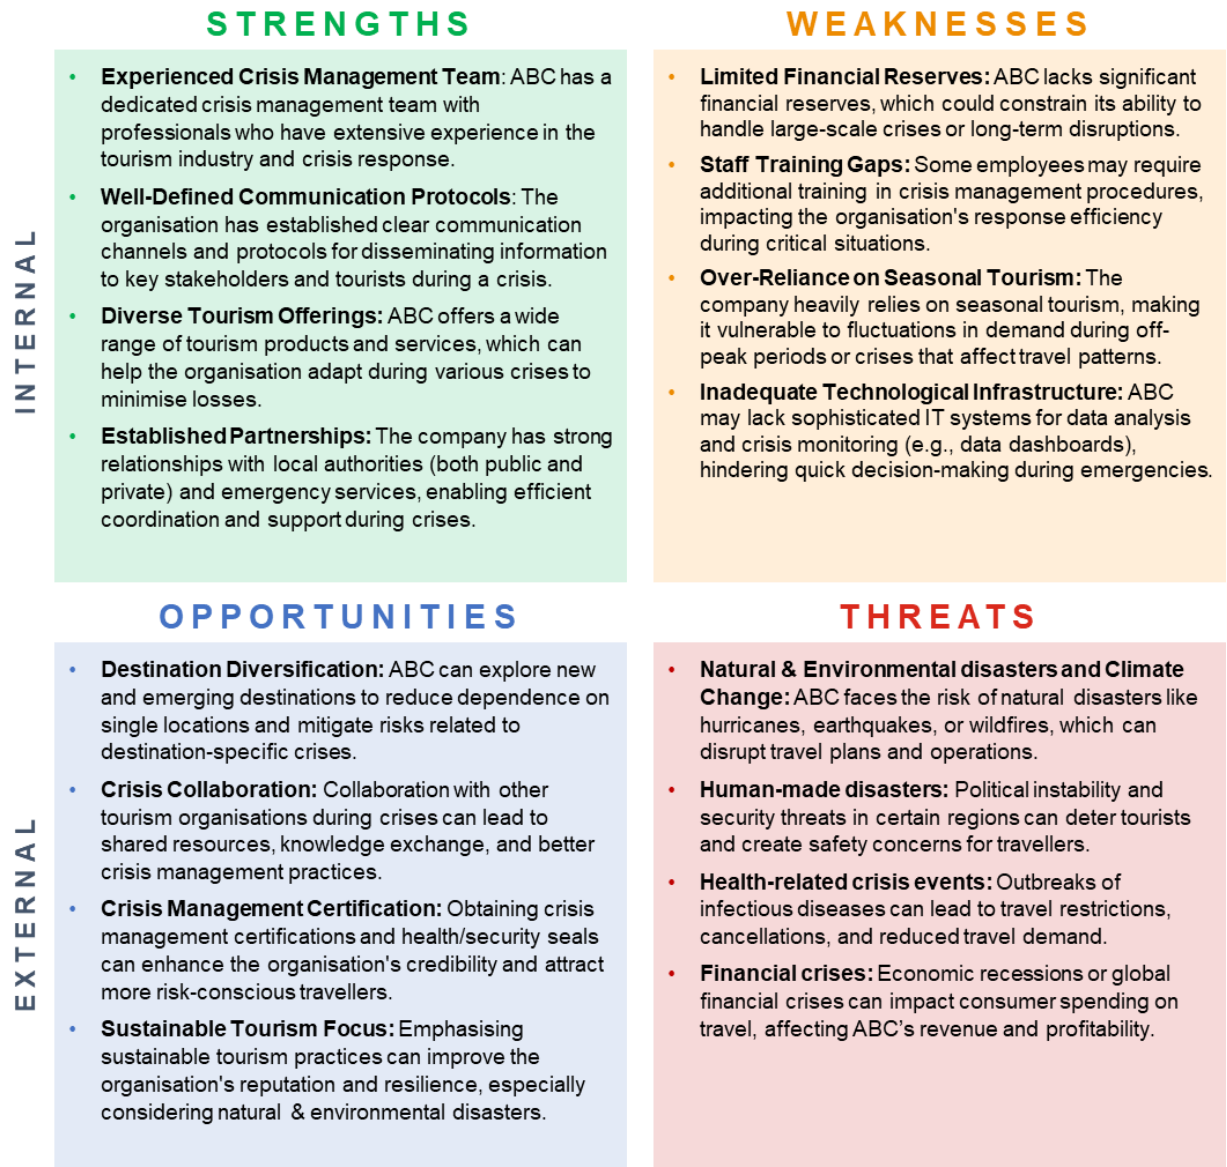 STRENGTHS
• Experienced Crisis Management Team: ABC has a
dedicated crisis management team with
professionals who have extensive experience in the
tourism industry and crisis response.
• Well-Defined Communication Protocols: The
organisation has established clear communication
channels and protocols for disseminating information
to key stakeholders and tourists during a crisis.
• Diverse Tourism Offerings: ABC offers a wide
range of tourism products and services, which can
help the organisation adapt during various crises to
minimise losses.
• Established Partnerships: The company has strong
relationships with local authorities (both public and
private) and emergency services, enabling efficient
coordination and support during crises.
WEAKNESSES
• Limited Financial Reserves: ABC lacks significant
financial reserves, which could constrain its ability to
handle large-scale crises or long-term disruptions.
• Staff Training Gaps: Some employees may require
additional training in crisis management procedures,
impacting the organisation's response efficiency
during critical situations.
• Over-Reliance on Seasonal Tourism: The
company heavily relies on seasonal tourism, making
it vulnerable to fluctuations in demand during off-
peak periods or crises that affect travel patterns.
• Inadequate Technological Infrastructure: ABC
may lack sophisticated IT systems for data analysis
and crisis monitoring (e.g., data dashboards),
hindering quick decision-making during emergencies.
INTERNAL
OPPORTUNITIES
• Destination Diversification: ABC can explore new
and emerging destinations to reduce dependence on
single locations and mitigate risks related to
destination-specific crises.
• Crisis Collaboration: Collaboration with other
tourism organisations during crises can lead to
shared resources, knowledge exchange, and better
crisis management practices.
• Crisis Management Certification: Obtaining crisis
management certifications and health/security seals
can enhance the organisation's credibility and attract
more risk-conscious travellers.
• Sustainable Tourism Focus: Emphasising
sustainable tourism practices can improve the
organisation's reputation and resilience, especially
considering natural & environmental disasters.
THREATS
• Natural & Environmental disasters and Climate
Change: ABC faces the risk of natural disasters like
hurricanes, earthquakes, or wildfires, which can
disrupt travel plans and operations.
• Human-made disasters: Political instability and
security threats in certain regions can deter tourists
and create safety concerns for travellers.
• Health-related crisis events: Outbreaks of
infectious diseases can lead to travel restrictions,
cancellations, and reduced travel demand.
• Financial crises: Economic recessions or global
financial crises can impact consumer spending on
travel, affecting ABC’s revenue and profitability.
EXTERNAL